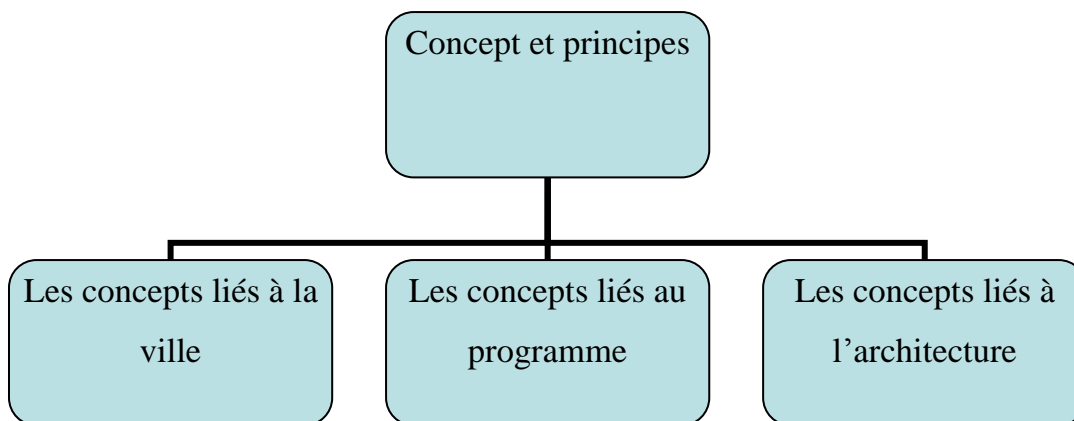 Concept et principes
Les concepts liés à la
ville
Les concepts liés au
programme
Les concepts liés à
l’architecture